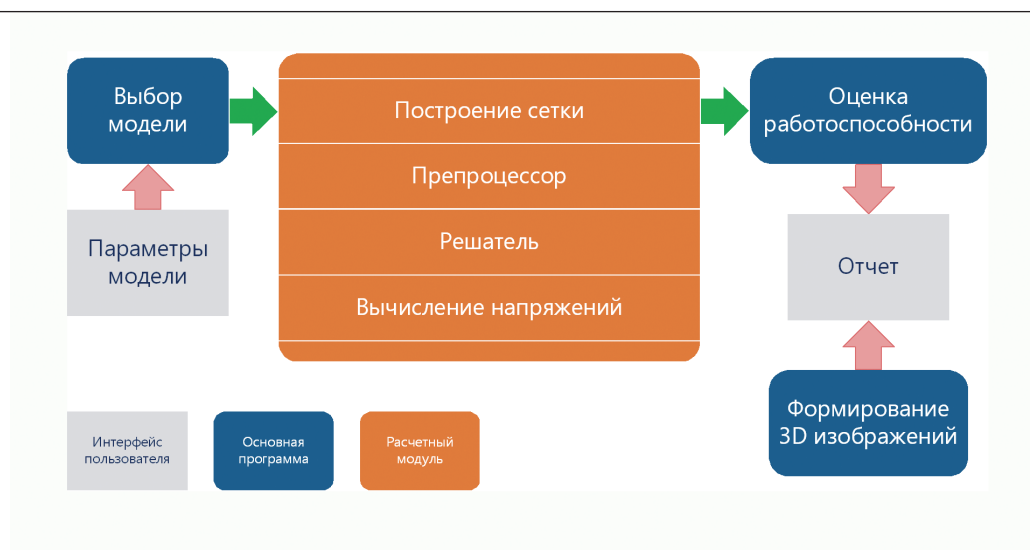 Выбор
модели
Параметры
модели
Построение сетки
Препроцессор
Решатель
Вычисление напряжений
Оценка
работоспособности
Отчет
Формирование
3D изображений
Интерфейс
пользователя
Основная
программа
Расчетный
модуль